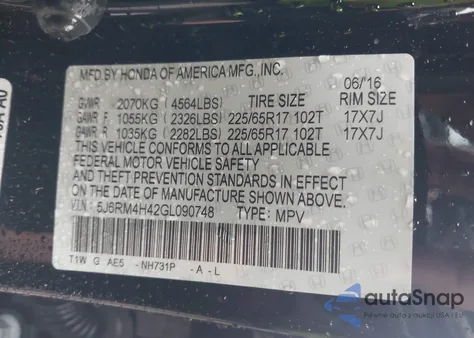 MFD BY HONDA OF AMERICA MFG., INC. 06/16
GVWR 2070KG (4564LBS) TIRE SIZE RIM SIZE
GAWR F 1055KG (2326LBS) 225/65R17 102T 17X7J
GAWR R 1035KG (2282LBS) 225/65R17 102T 17X7J
THIS VEHICLE CONFORMS TO ALL APPLICABLE
FEDERAL MOTOR VEHICLE SAFETY
AND THEFT PREVENTION STANDARDS IN EFFECT
ON THE DATE OF MANUFACTURE SHOWN ABOVE.
V.I.N.: 5J6RM4H42GL090748 TYPE: MPV
T1W G AE5 - NH731P - A - L
autoSnap